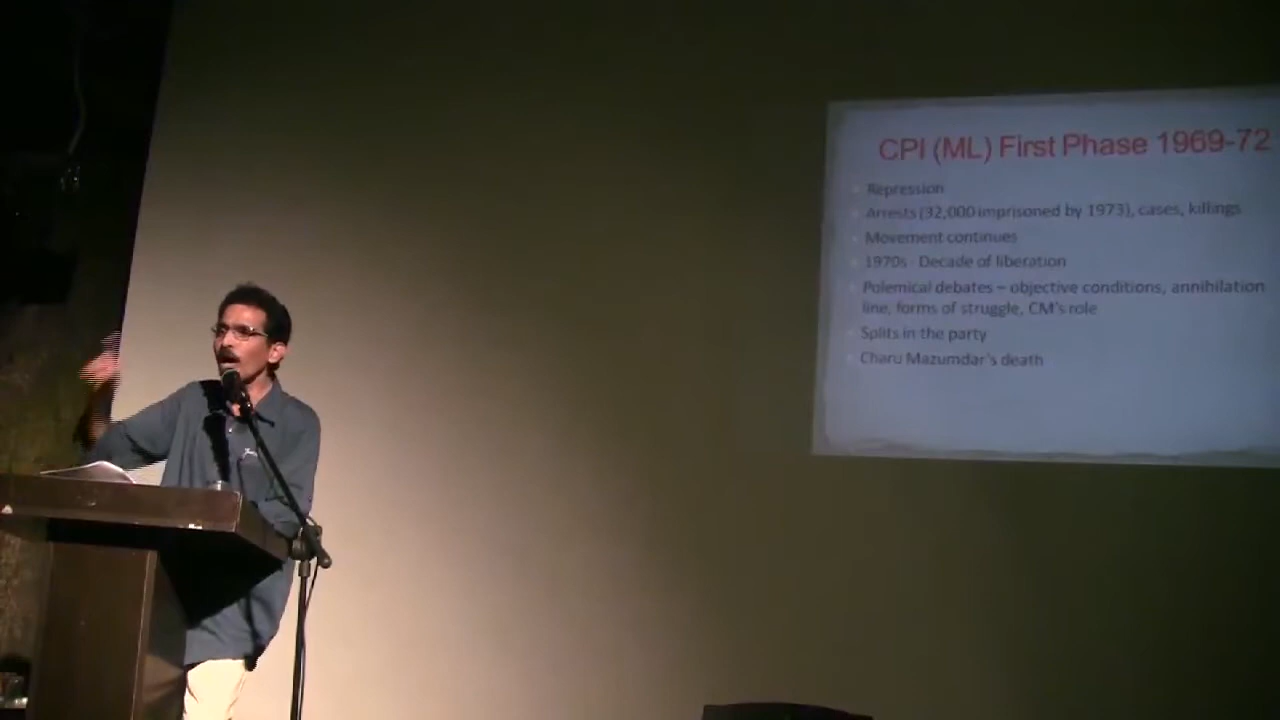 CPI (ML) First Phase 1969-72
Repression
Arrests (32,000 imprisoned by 1973), cases, killings
Movement continues
1970s - Decade of liberation
Polemical debates – objective conditions, annihilation
line, forms of struggle, CM's role
Splits in the party
Charu Mazumdar's death